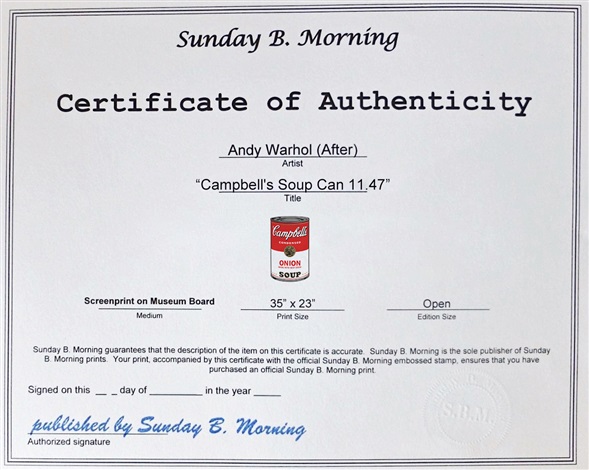 Sunday B. Morning
Certificate of Authenticity
Andy Warhol (After)
Artist
“Campbell's Soup Can 11.47”
Title
Campbell's
CONDENSED
ONION
SOUP
Screenprint on Museum Board
Medium
35” x 23”
Print Size
Open
Edition Size
Sunday B. Morning guarantees that the description of the item on this certificate is accurate. Sunday B. Morning is the sole publisher of Sunday
B. Morning prints. Your print, accompanied by this certificate with the official Sunday B. Morning embossed stamp, ensures that you have
purchased an official Sunday B. Morning print.
Signed on this __ _ day of _________ in the year ____
published by Sunday B. Morning
Authorized signature
S.B.M.